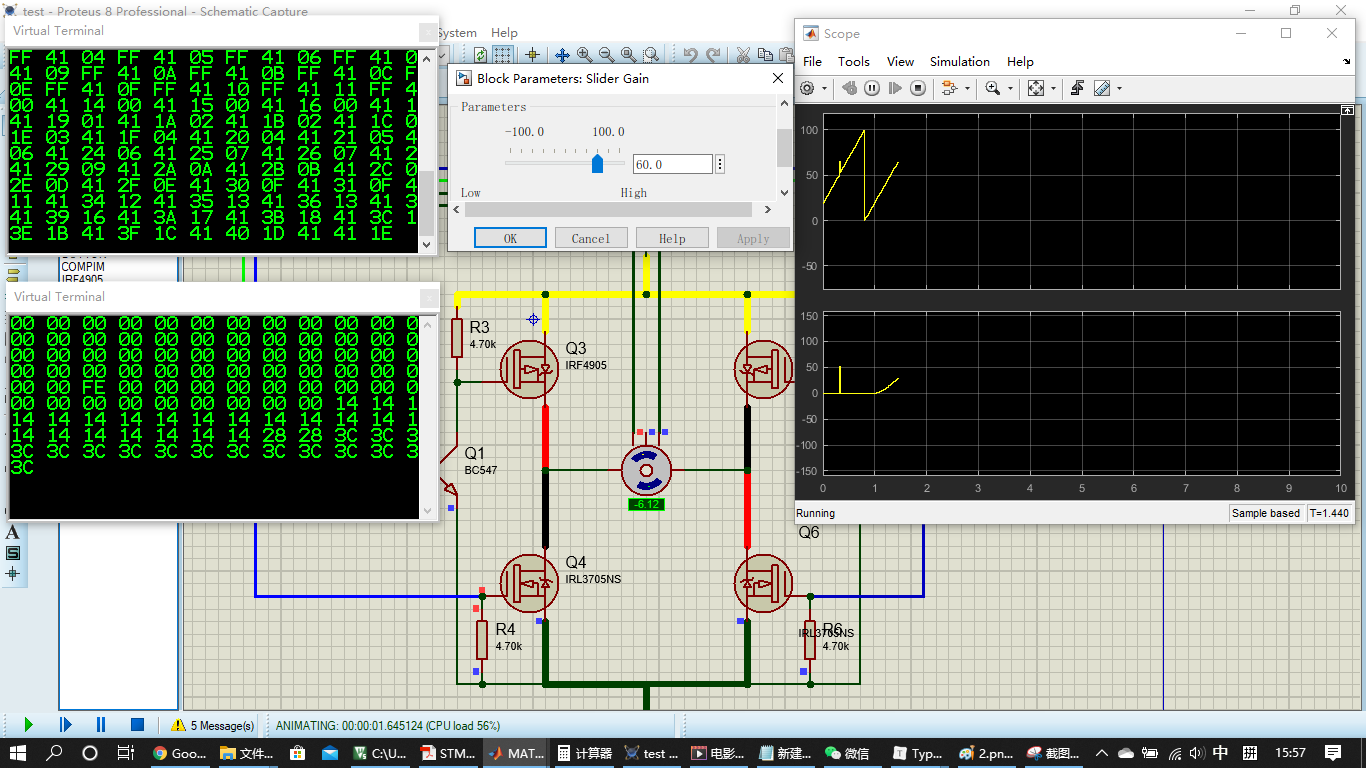 test - Proteus 8 Professional - Schematic Capture
Virtual Terminal
FF 41 04 FF 41 05 FF 41 06 FF 41 0
41 09 FF 41 0A FF 41 0B FF 41 0C F
0E FF 41 0F FF 41 10 FF 41 11 FF 4
00 41 14 00 41 15 00 41 16 00 41 1
41 19 01 41 1A 02 41 1B 02 41 1C 0
1E 03 41 1F 04 41 20 04 41 21 05 4
06 41 24 06 41 25 07 41 26 07 41 2
41 29 09 41 2A 0A 41 2B 0B 41 2C 0
2E 0D 41 2F 0E 41 30 0F 41 31 0F 4
11 41 34 12 41 35 13 41 36 13 41 3
41 39 16 41 3A 17 41 3B 18 41 3C 1
3E 1B 41 3F 1C 41 40 1D 41 41 1E
System Help
Block Parameters: Slider Gain
Parameters
-100.0 100.0
60.0
Low High
OK Cancel Help Apply
Scope
File Tools View Simulation Help
100
50
0
-50
150
100
50
0
-50
-100
-150
0 1 2 3 4 5 6 7 8 9 10
Running Sample based T=1.440
COMPIM
IRF4905
Virtual Terminal
00 00 00 00 00 00 00 00 00 00 00 0
00 00 00 00 00 00 00 00 00 00 00 0
00 00 00 00 00 00 00 00 00 00 00 0
00 00 00 00 00 00 00 00 00 00 00 0
00 00 FE 00 00 00 00 00 00 00 00 0
00 00 00 00 00 00 00 00 00 14 14 1
14 14 14 14 14 14 14 14 14 14 14 1
14 14 14 14 14 14 14 28 28 3C 3C 3
3C 3C 3C 3C 3C 3C 3C 3C 3C 3C 3C 3
3C
R3
4.70k
Q3
IRF4905
Q1
BC547
-6.12
Q4
IRL3705NS
R4
4.70k
Q6
IRL3705NS
R6
4.70k
A
S
5 Message(s)
ANIMATING: 00:00:01.645124 (CPU load 56%)
Goo...
文件...
C:\U...
STM...
MAT...
计算器
test ...
电影...
新建...
微信
Typ...
2.pn...
截图...
中
拼
15:57